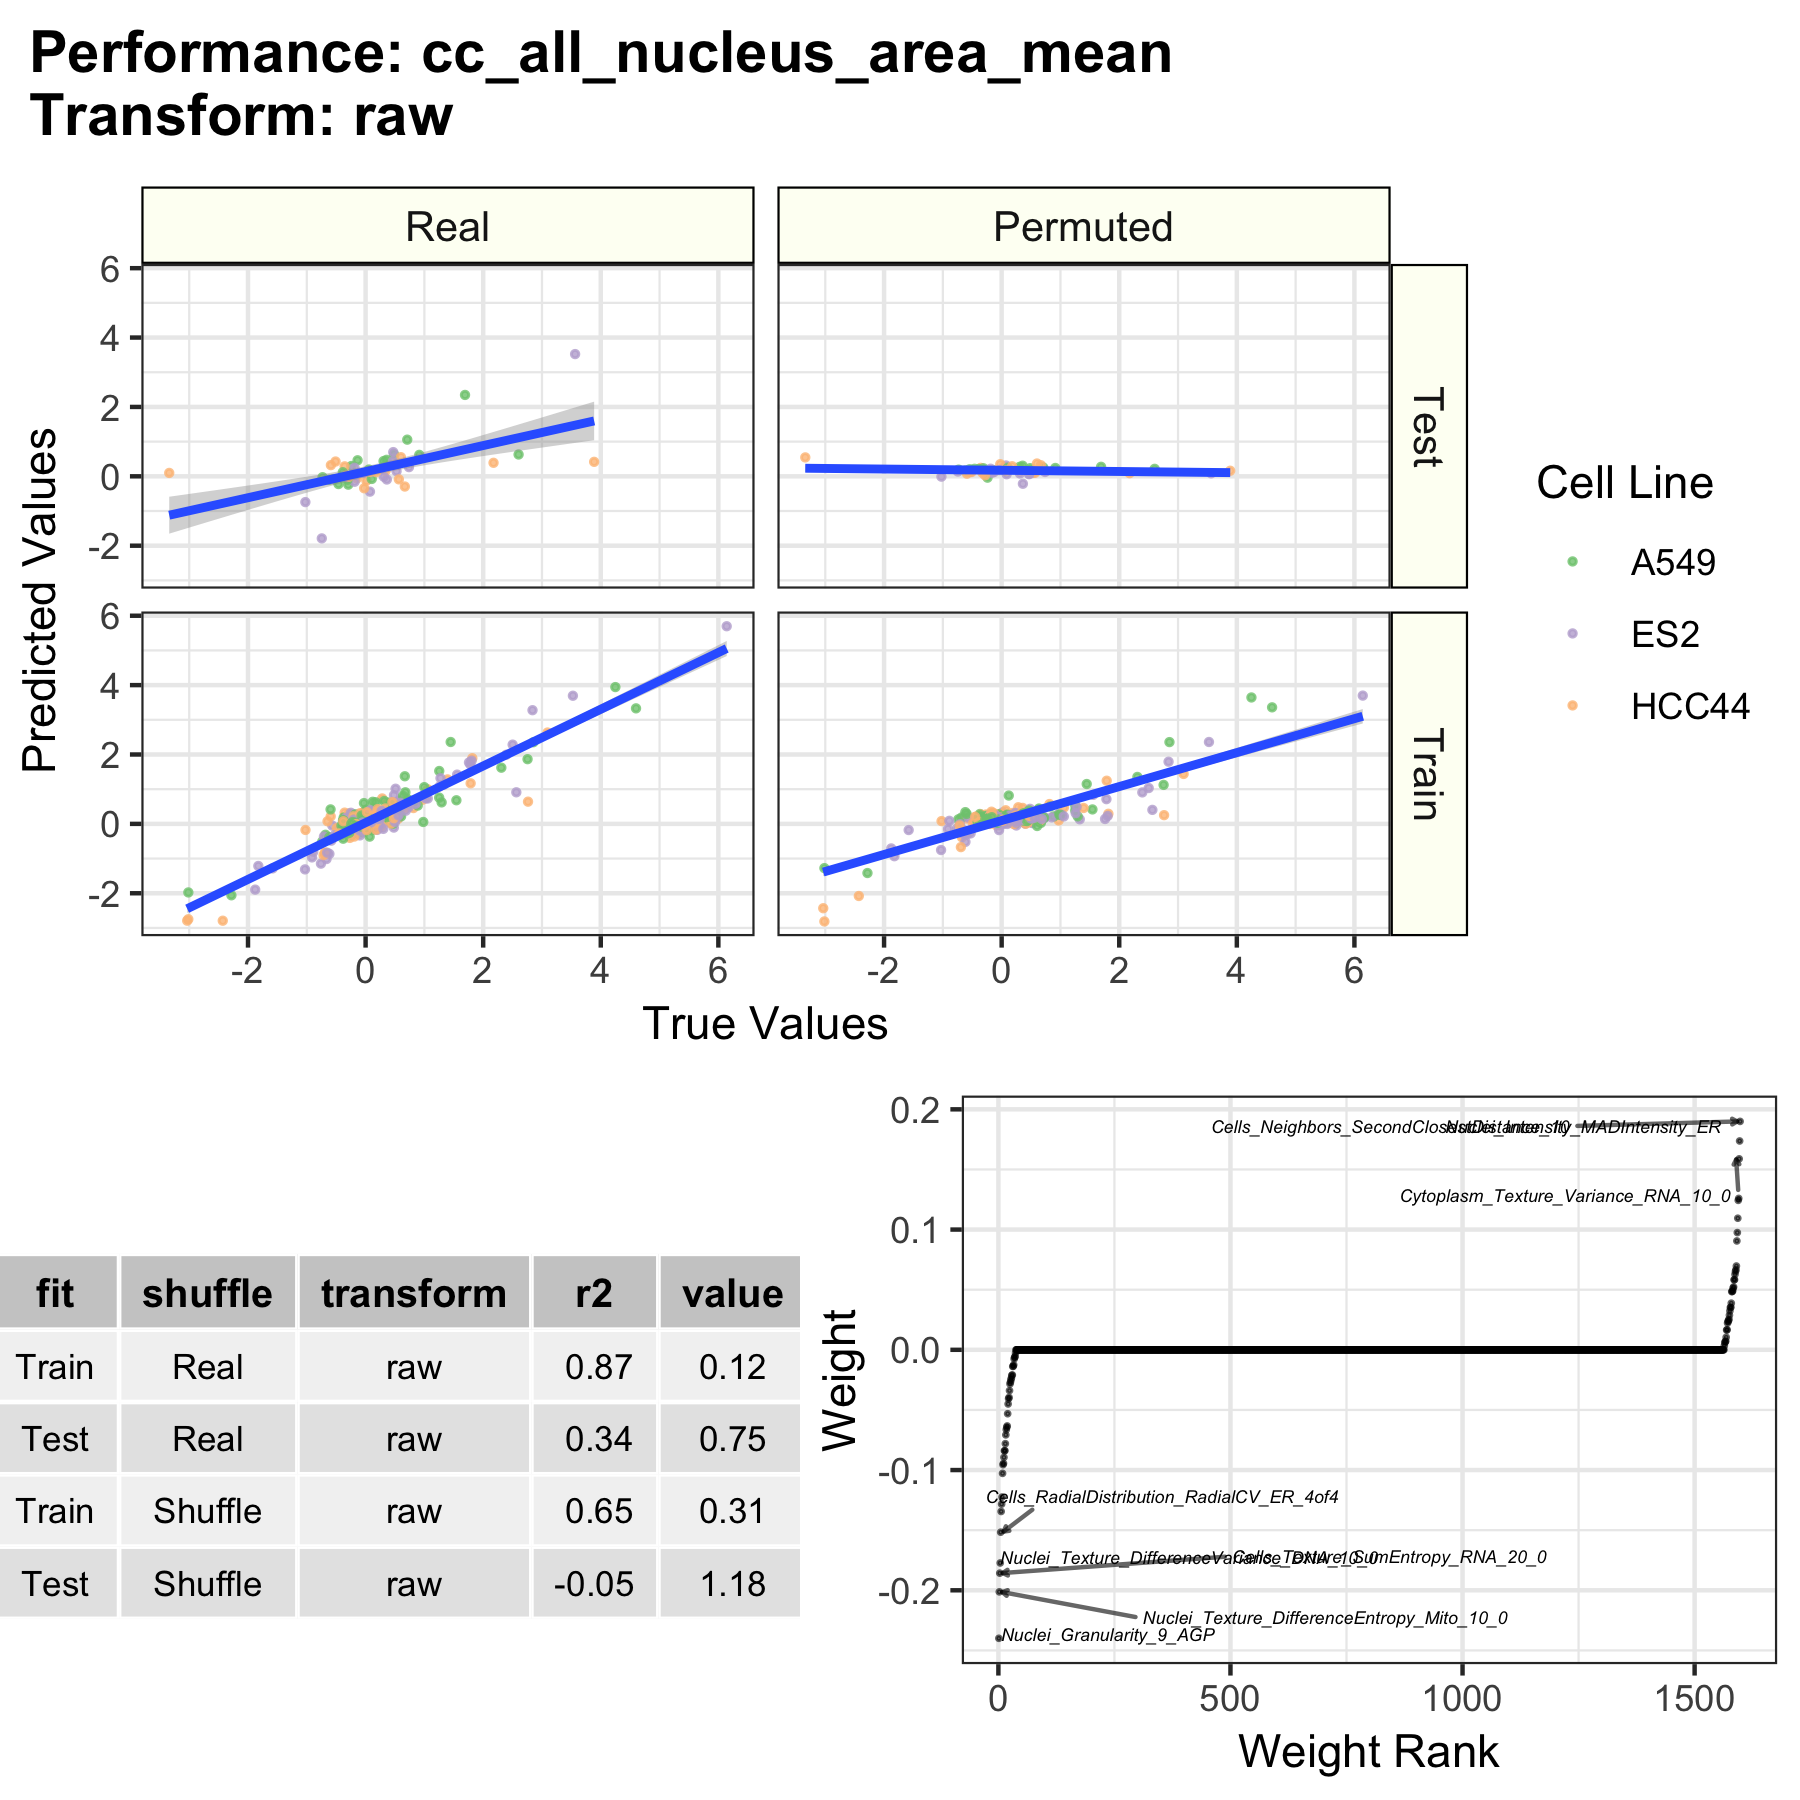 Performance: cc_all_nucleus_area_mean
Transform: raw
Real
Permuted
6
4
2
0
-2
Test
6
4
2
0
-2
Train
Predicted Values
-2 0 2 4 6
-2 0 2 4 6
True Values
Cell Line
A549
ES2
HCC44
fit shuffle transform r2 value
Train Real raw 0.87 0.12
Test Real raw 0.34 0.75
Train Shuffle raw 0.65 0.31
Test Shuffle raw -0.05 1.18
Weight
0.2
0.1
0.0
-0.1
-0.2
Cells_Neighbors_SecondClosestDistance_10
Nuclei_Intensity_MADIntensity_ER
Cytoplasm_Texture_Variance_RNA_10_0
Cells_RadialDistribution_RadialCV_ER_4of4
Nuclei_Texture_DifferenceVariance_DNA_10_0
Cells_Texture_SumEntropy_RNA_20_0
Nuclei_Texture_DifferenceEntropy_Mito_10_0
Nuclei_Granularity_9_AGP
0 500 1000 1500
Weight Rank